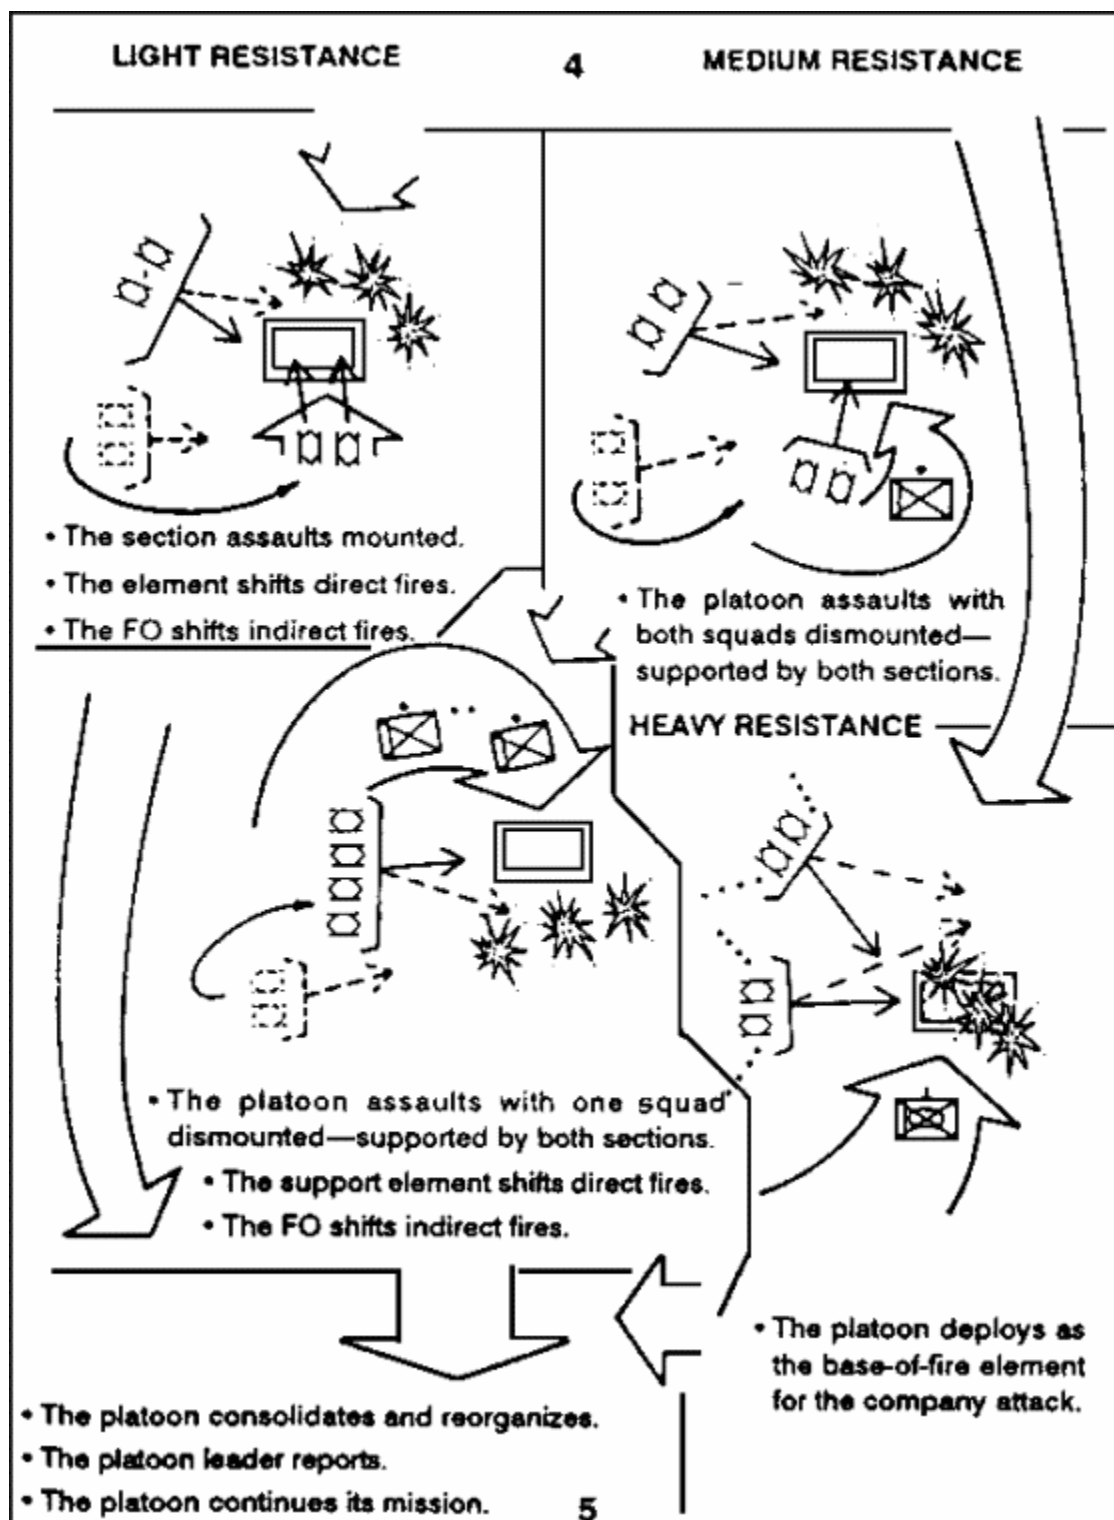 LIGHT RESISTANCE
4
MEDIUM RESISTANCE
• The section assaults mounted.
• The element shifts direct fires.
• The FO shifts indirect fires.
• The platoon assaults with
both squads dismounted—
supported by both sections.
HEAVY RESISTANCE
• The platoon assaults with one squad
dismounted—supported by both sections.
• The support element shifts direct fires.
• The FO shifts indirect fires.
• The platoon deploys as
the base-of-fire element
for the company attack.
• The platoon consolidates and reorganizes.
• The platoon leader reports.
• The platoon continues its mission.
5